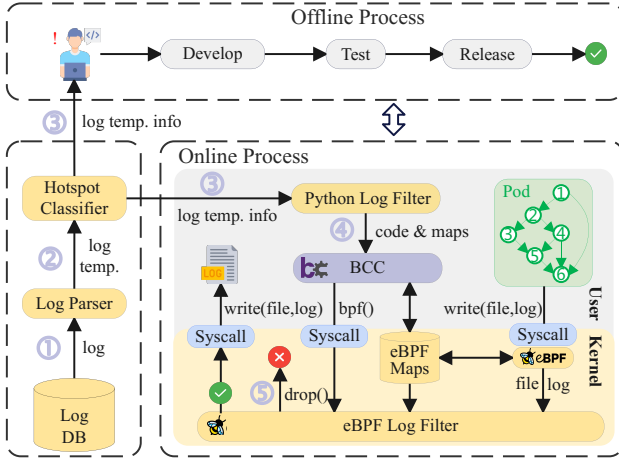 Offline Process
! </>
Develop
Test
Release
③
log temp. info
Online Process
Hotspot
Classifier
③
log temp. info
Python Log Filter
Pod
①
②
③
④
⑤
⑥
②
log
temp.
④
code & maps
LOG
BCC
Log Parser
write(file,log)
bpf()
write(file,log)
User
①
log
Syscall
Syscall
Syscall
Kernel
eBPF
Maps
eBPF
file
log
⑤
drop()
Log
DB
eBPF Log Filter